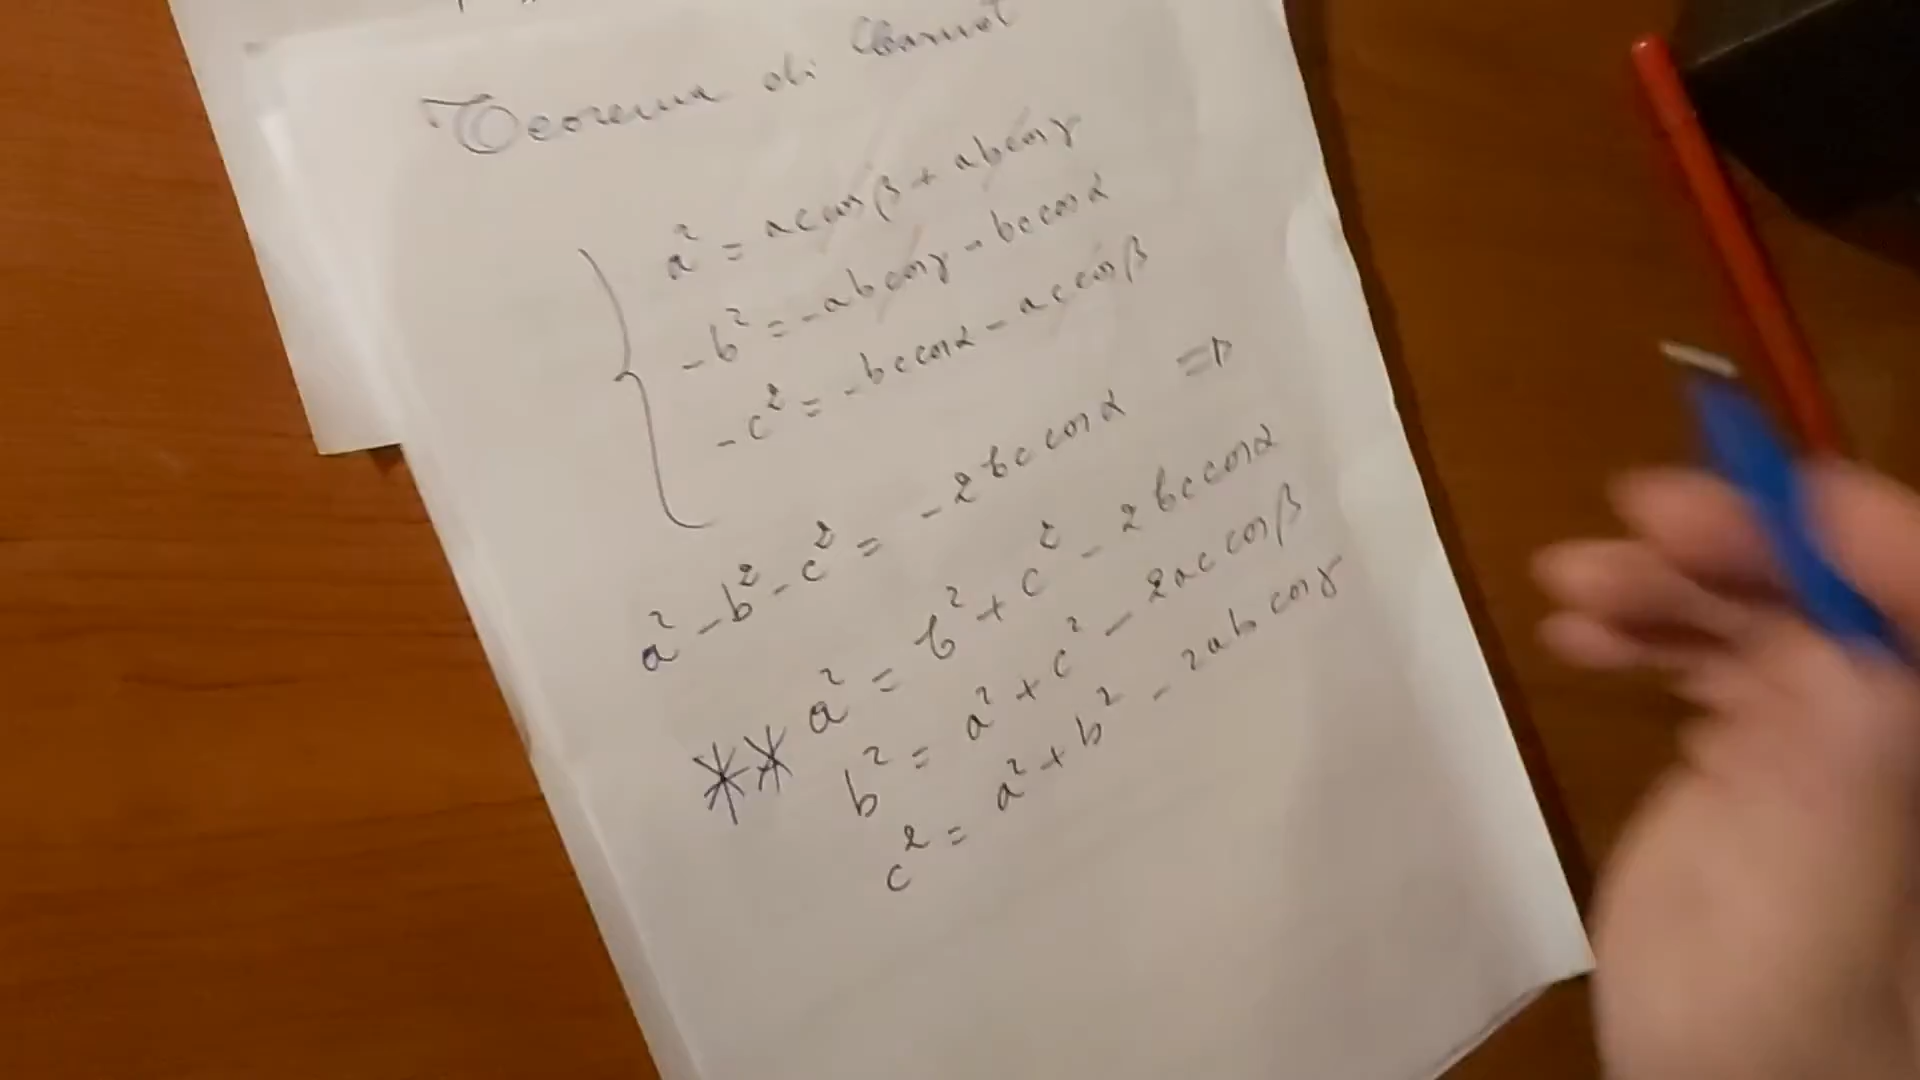 Teorema di Carnot
a² = ac cos β + ab cos γ
-b² = -ab cos γ - bc cos α
-c² = -bc cos α - ac cos β
a² - b² - c² = -2bc cos α =>
** a² = b² + c² - 2bc cos α
b² = a² + c² - 2ac cos β
c² = a² + b² - 2ab cos γ